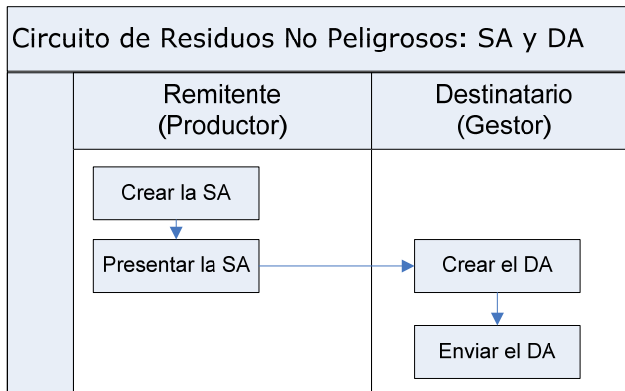 Circuito de Residuos No Peligrosos: SA y DA
Remitente
(Productor)
Destinatario
(Gestor)
Crear la SA
Presentar la SA
Crear el DA
Enviar el DA